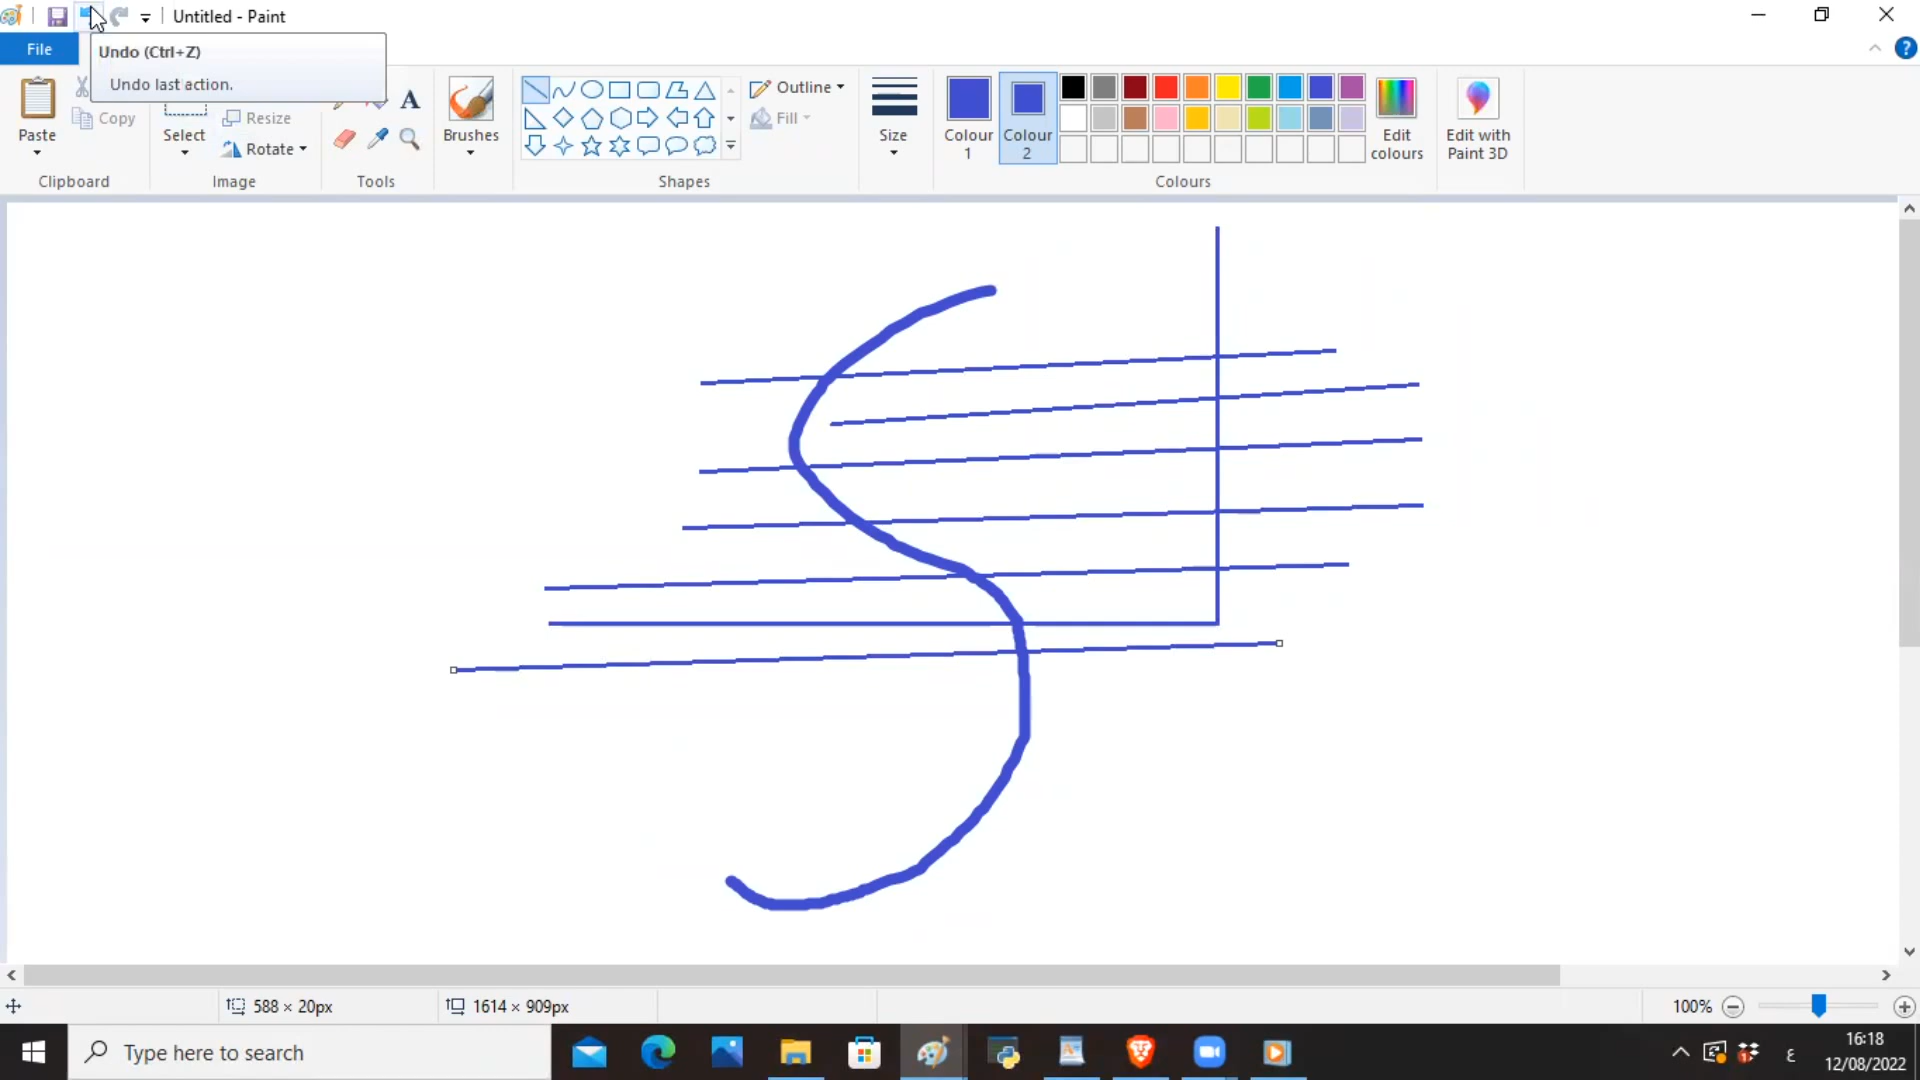 Untitled - Paint
File
Undo (Ctrl+Z)
Undo last action.
Paste
Copy
Clipboard
Select
Resize
Rotate
Image
A
Tools
Brushes
Outline
Fill
Shapes
Size
Colour 1
Colour 2
Edit colours
Edit with Paint 3D
Colours
588 × 20px
1614 × 909px
100%
Type here to search
ع
16:18
12/08/2022